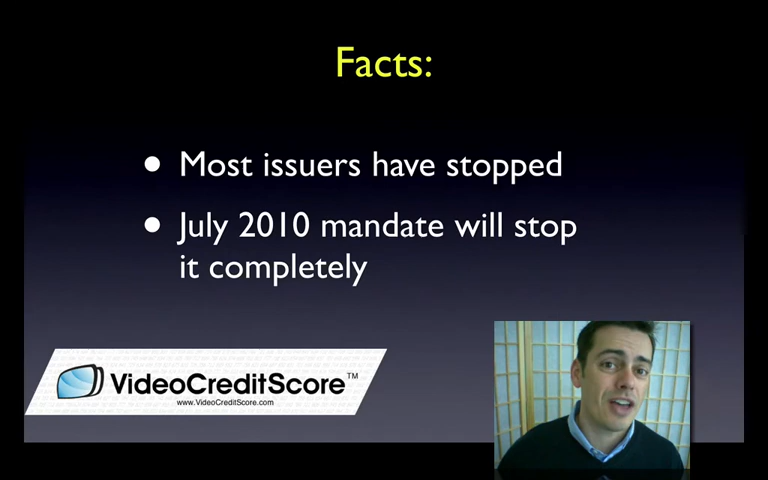 Facts:
• Most issuers have stopped
• July 2010 mandate will stop
it completely
VideoCreditScore™
www.VideoCreditScore.com